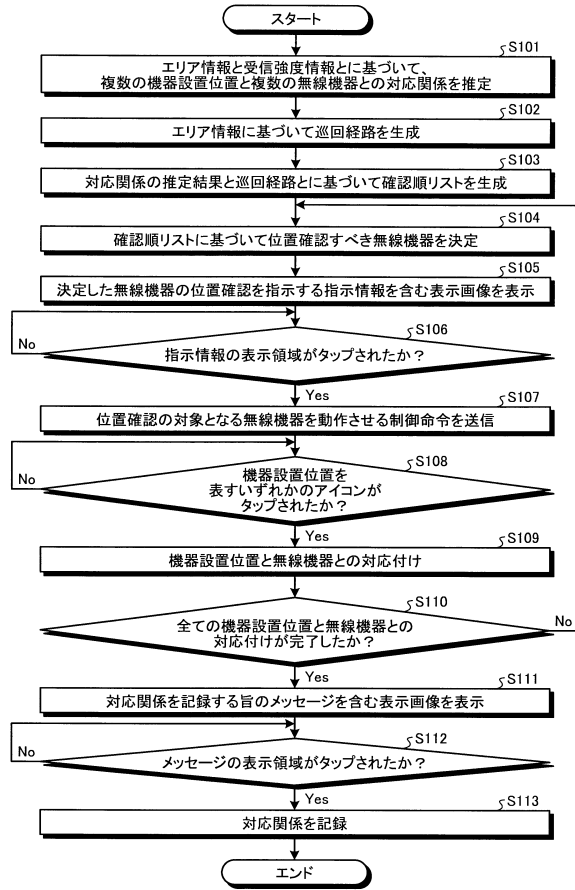 スタート
S101
エリア情報と受信強度情報とに基づいて、
複数の機器設置位置と複数の無線機器との対応関係を推定
S102
エリア情報に基づいて巡回経路を生成
S103
対応関係の推定結果と巡回経路とに基づいて確認順リストを生成
S104
確認順リストに基づいて位置確認すべき無線機器を決定
S105
決定した無線機器の位置確認を指示する指示情報を含む表示画像を表示
S106
No
指示情報の表示領域がタップされたか？
Yes
S107
位置確認の対象となる無線機器を動作させる制御命令を送信
S108
No
機器設置位置を
表すいずれかのアイコンが
タップされたか？
Yes
S109
機器設置位置と無線機器との対応付け
S110
No
全ての機器設置位置と無線機器との
対応付けが完了したか？
Yes
S111
対応関係を記録する旨のメッセージを含む表示画像を表示
S112
No
メッセージの表示領域がタップされたか？
Yes
S113
対応関係を記録
エンド